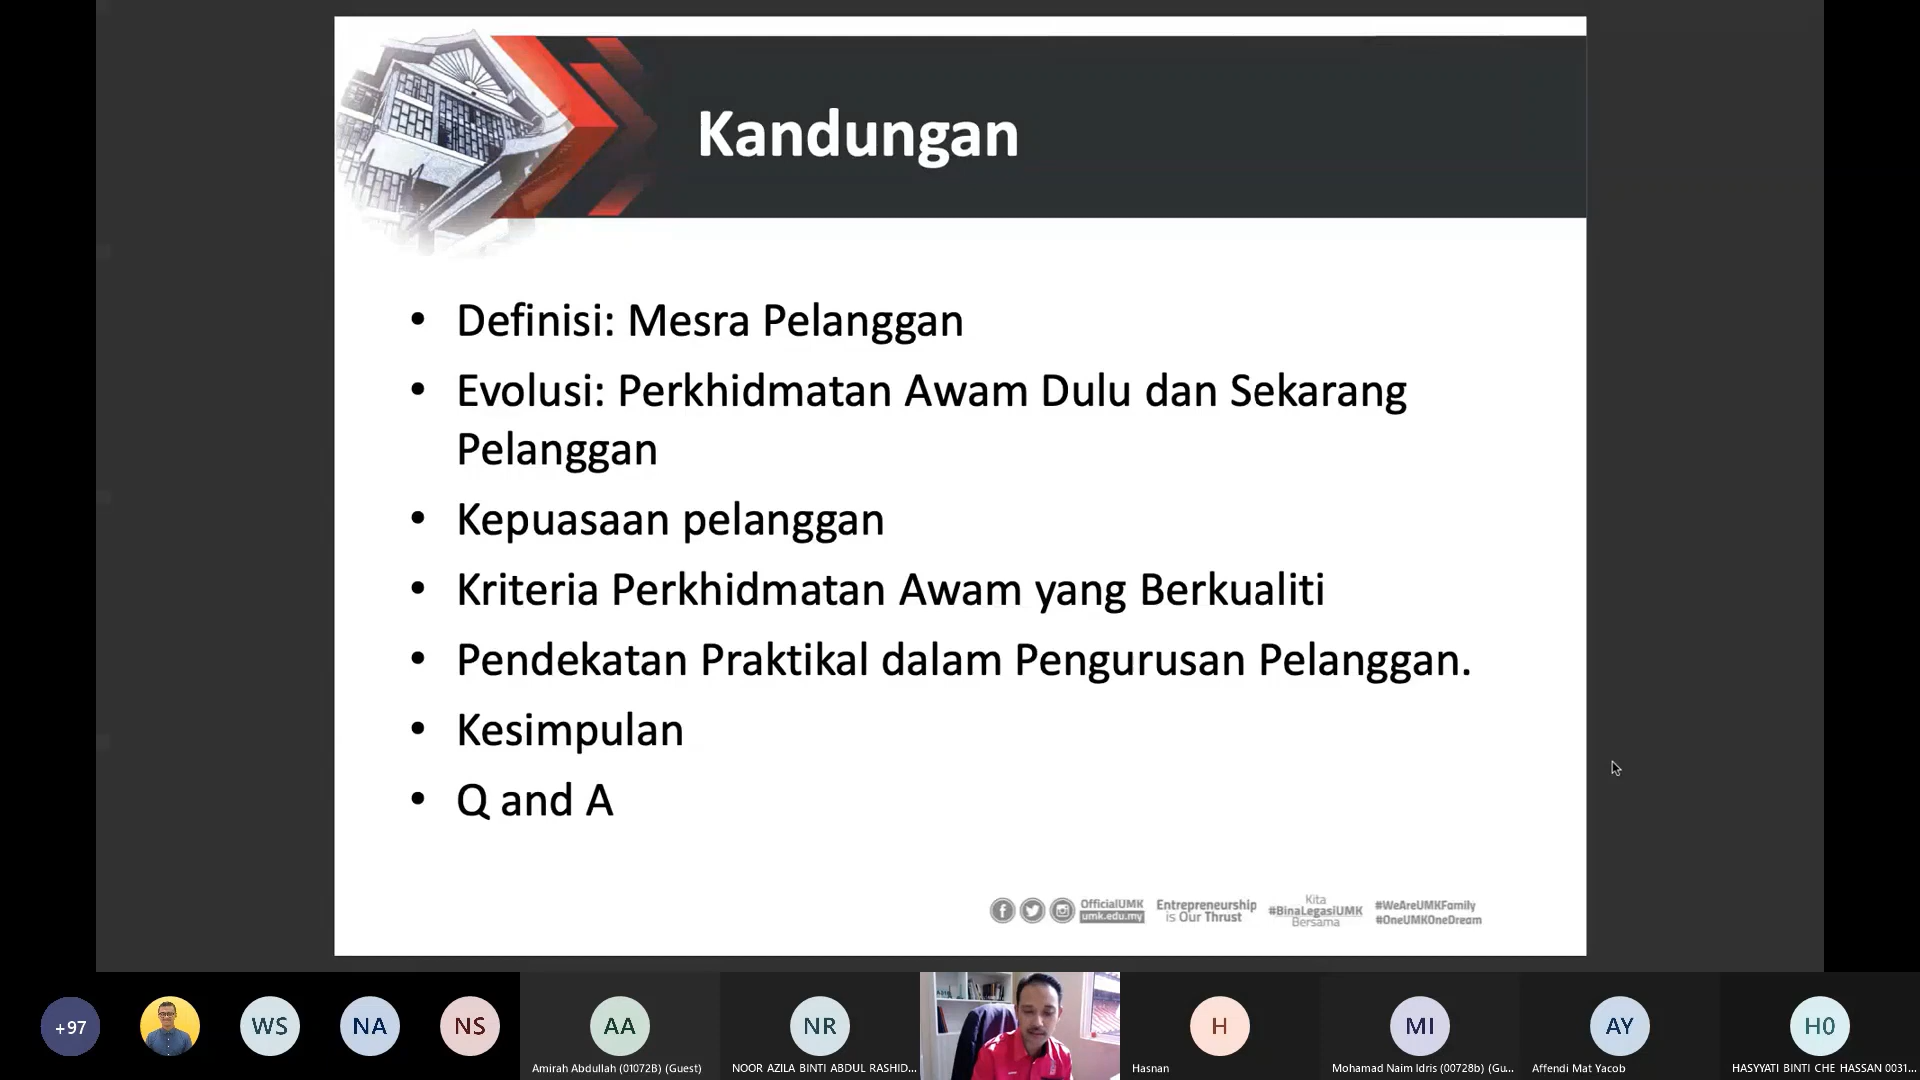 Kandungan
• Definisi: Mesra Pelanggan
• Evolusi: Perkhidmatan Awam Dulu dan Sekarang
Pelanggan
• Kepuasaan pelanggan
• Kriteria Perkhidmatan Awam yang Berkualiti
• Pendekatan Praktikal dalam Pengurusan Pelanggan.
• Kesimpulan
• Q and A
OfficialUMK
umk.edu.my
Entrepreneurship
is Our Thrust
Kita
#BinaLegasiUMK
Bersama
#WeAreUMKFamily
#OneUMKOneDream
+97
WS
NA
NS
AA
Amirah Abdullah (01072B) (Guest)
NR
NOOR AZILA BINTI ABDUL RASHID...
H
Hasnan
MI
Mohamad Naim Idris (00728b) (Gu...
AY
Affendi Mat Yacob
H0
HASYYATI BINTI CHE HASSAN 0031...